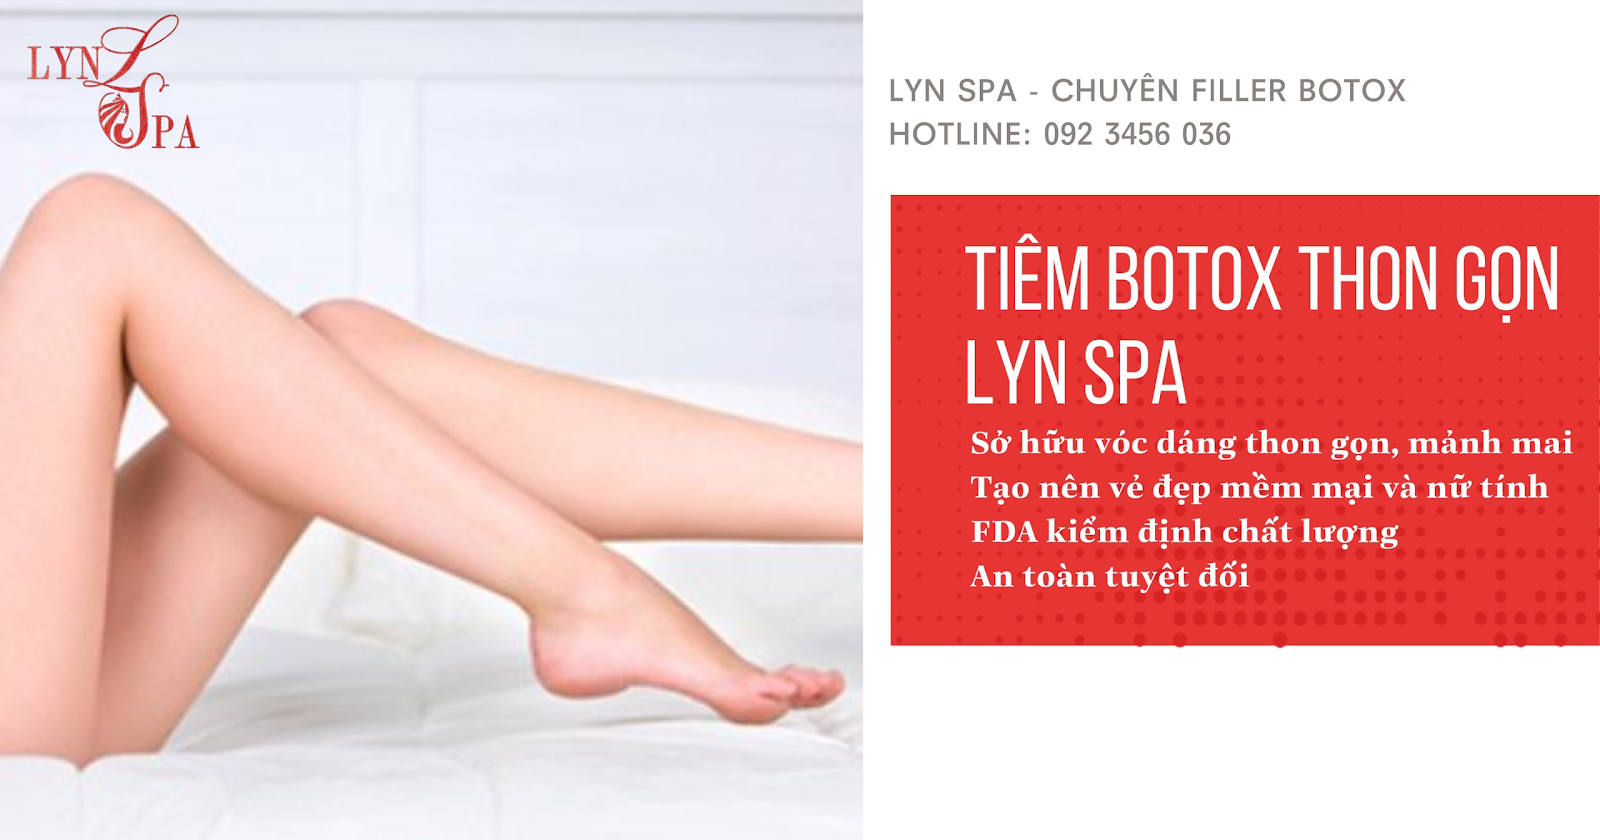 LYN
SPA
LYN SPA - CHUYÊN FILLER BOTOX
HOTLINE: 092 3456 036
TIÊM BOTOX THON GỌN
LYN SPA
Sở hữu vóc dáng thon gọn, mảnh mai
Tạo nên vẻ đẹp mềm mại và nữ tính
FDA kiểm định chất lượng
An toàn tuyệt đối